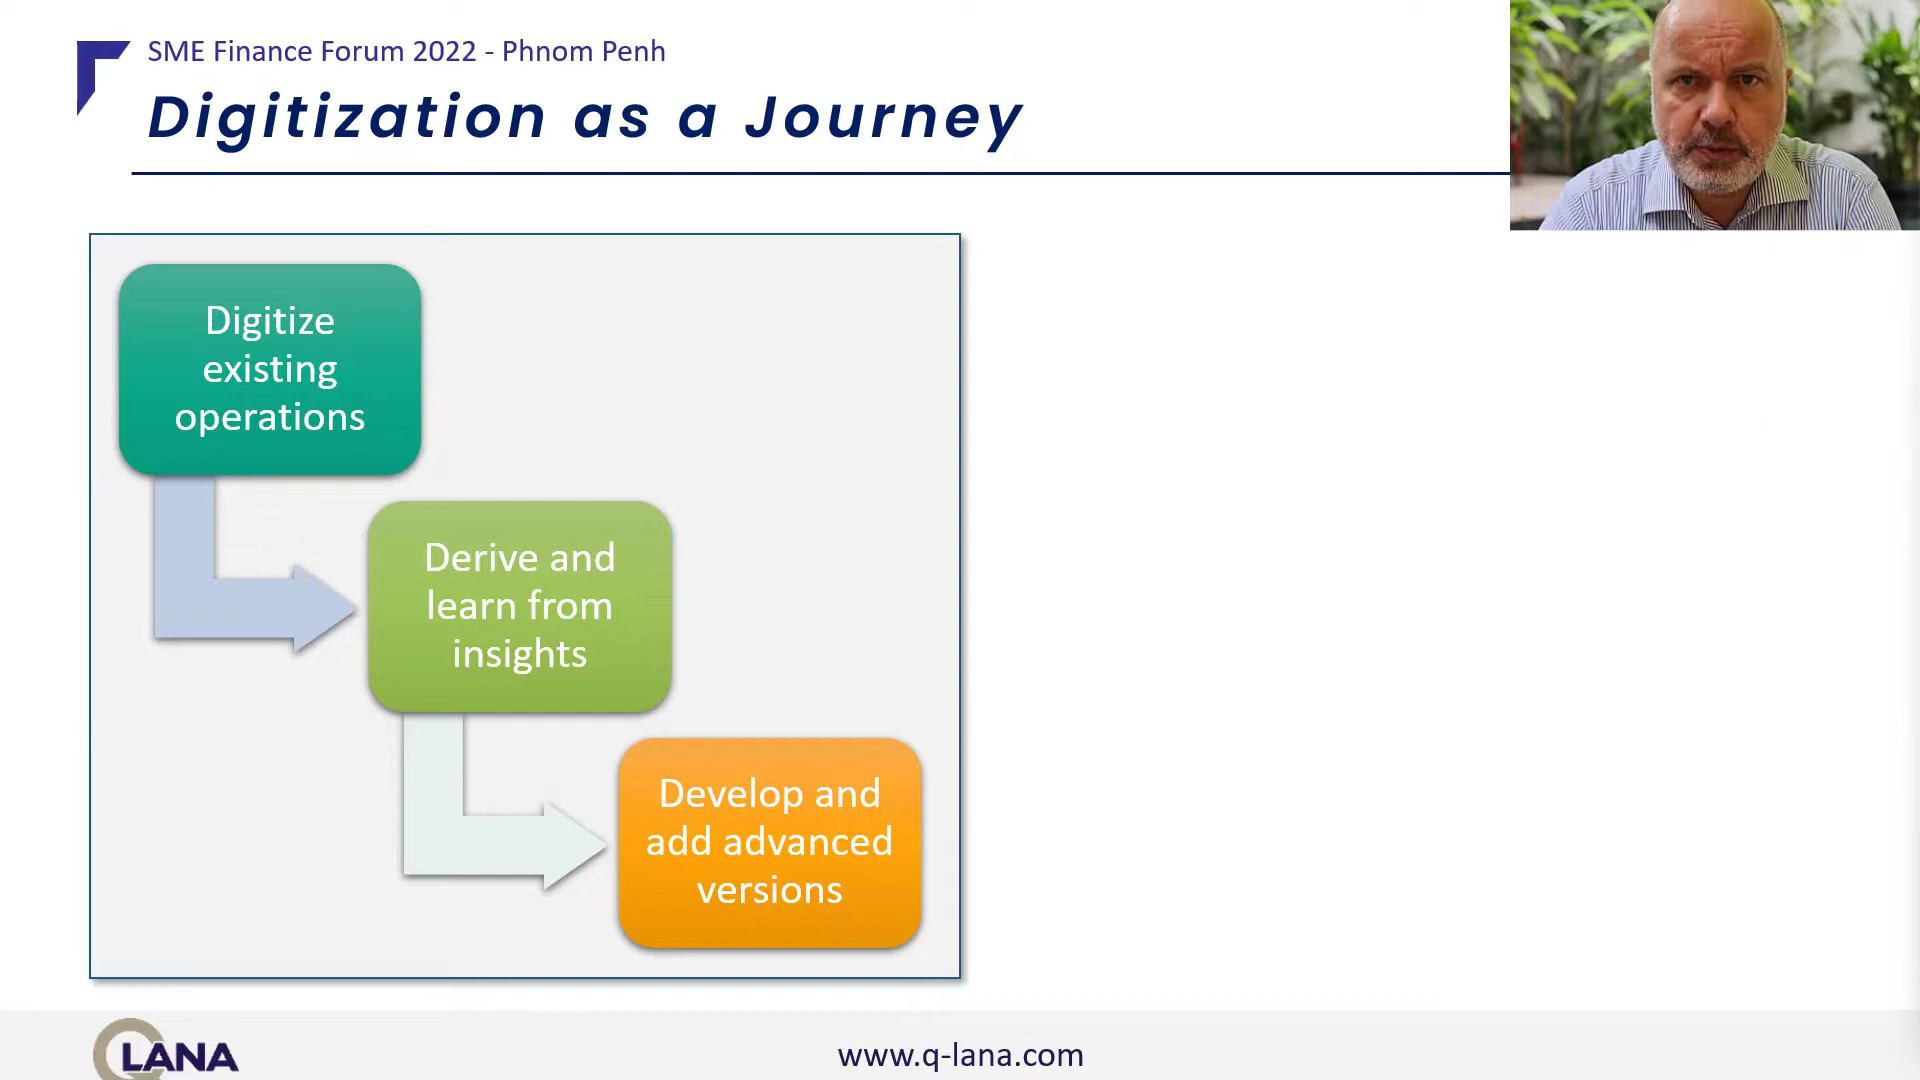 SME Finance Forum 2022 - Phnom Penh
Digitization as a Journey
Digitize
existing
operations
Derive and
learn from
insights
Develop and
add advanced
versions
QLANA
www.q-lana.com